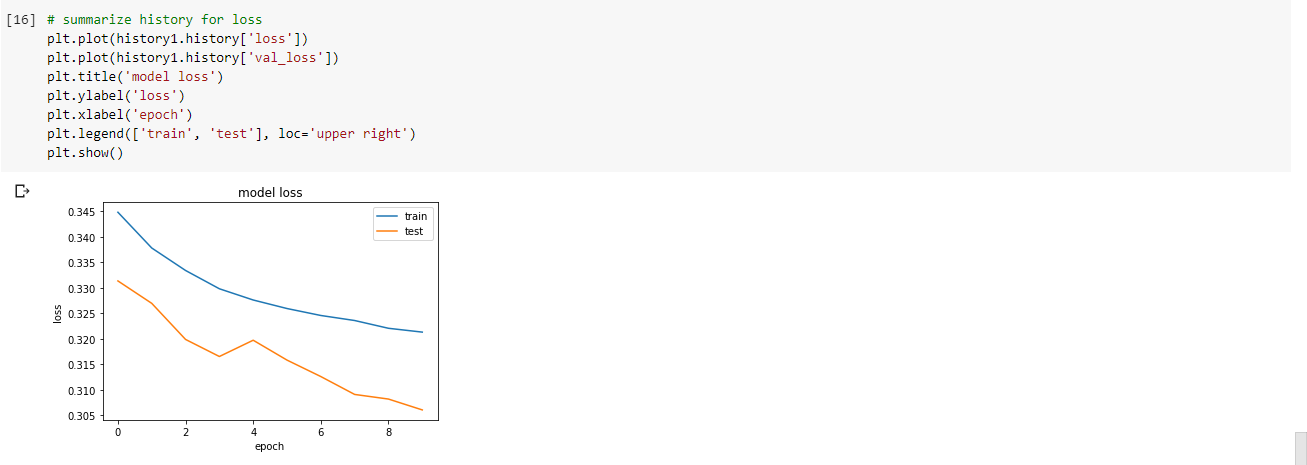 [16] # summarize history for loss
plt.plot(history1.history['loss'])
plt.plot(history1.history['val_loss'])
plt.title('model loss')
plt.ylabel('loss')
plt.xlabel('epoch')
plt.legend(['train', 'test'], loc='upper right')
plt.show()
model loss
train
test
0.345
0.340
0.335
0.330
0.325
0.320
0.315
0.310
0.305
loss
0 2 4 6 8
epoch